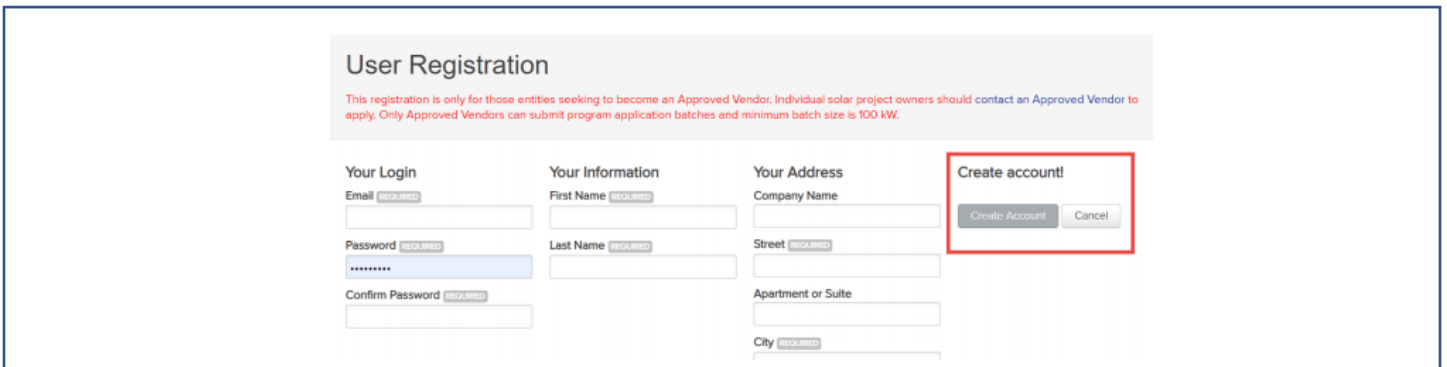 User Registration
This registration is only for those entities seeking to become an Approved Vendor. Individual solar project owners should contact an Approved Vendor to
apply. Only Approved Vendors can submit program application batches and minimum batch size is 100 kW.
Your Login
Email REQUIRED
Password REQUIRED
•••••••••
Confirm Password REQUIRED
Your Information
First Name REQUIRED
Last Name REQUIRED
Your Address
Company Name
Street REQUIRED
Apartment or Suite
City REQUIRED
Create account!
Create Account Cancel